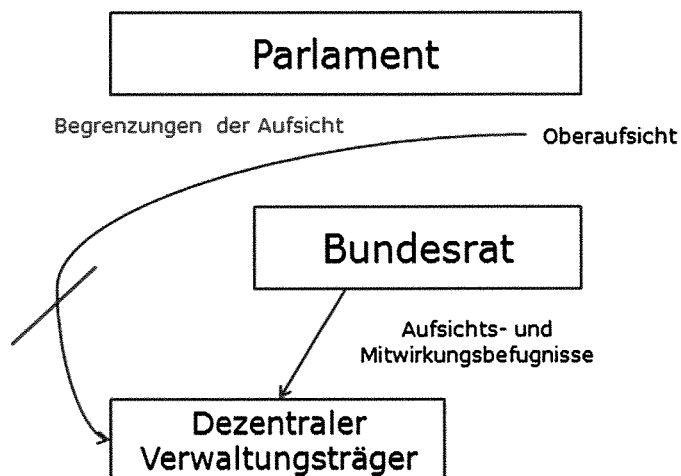 Parlament
Begrenzungen der Aufsicht
Oberaufsicht
Bundesrat
Aufsichts- und
Mitwirkungsbefugnisse
Dezentraler
Verwaltungsträger